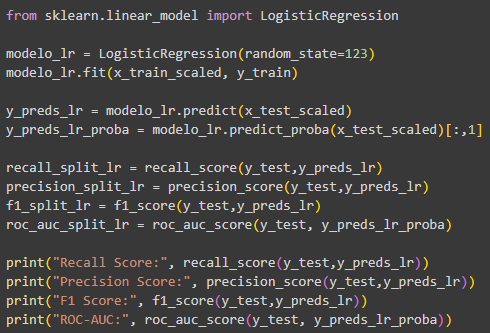 from sklearn.linear_model import LogisticRegression
modelo_lr = LogisticRegression(random_state=123)
modelo_lr.fit(x_train_scaled, y_train)
y_preds_lr = modelo_lr.predict(x_test_scaled)
y_preds_lr_proba = modelo_lr.predict_proba(x_test_scaled)[:,1]
recall_split_lr = recall_score(y_test,y_preds_lr)
precision_split_lr = precision_score(y_test,y_preds_lr)
f1_split_lr = f1_score(y_test,y_preds_lr)
roc_auc_split_lr = roc_auc_score(y_test, y_preds_lr_proba)
print("Recall Score:", recall_score(y_test,y_preds_lr))
print("Precision Score:", precision_score(y_test,y_preds_lr))
print("F1 Score:", f1_score(y_test,y_preds_lr))
print("ROC-AUC:", roc_auc_score(y_test, y_preds_lr_proba))